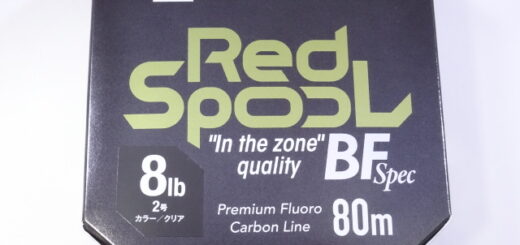 Red
Spool
"In the zone"
quality
BF Spec
8lb
2号
カラー／クリア
Premium Fluoro
Carbon Line
80m